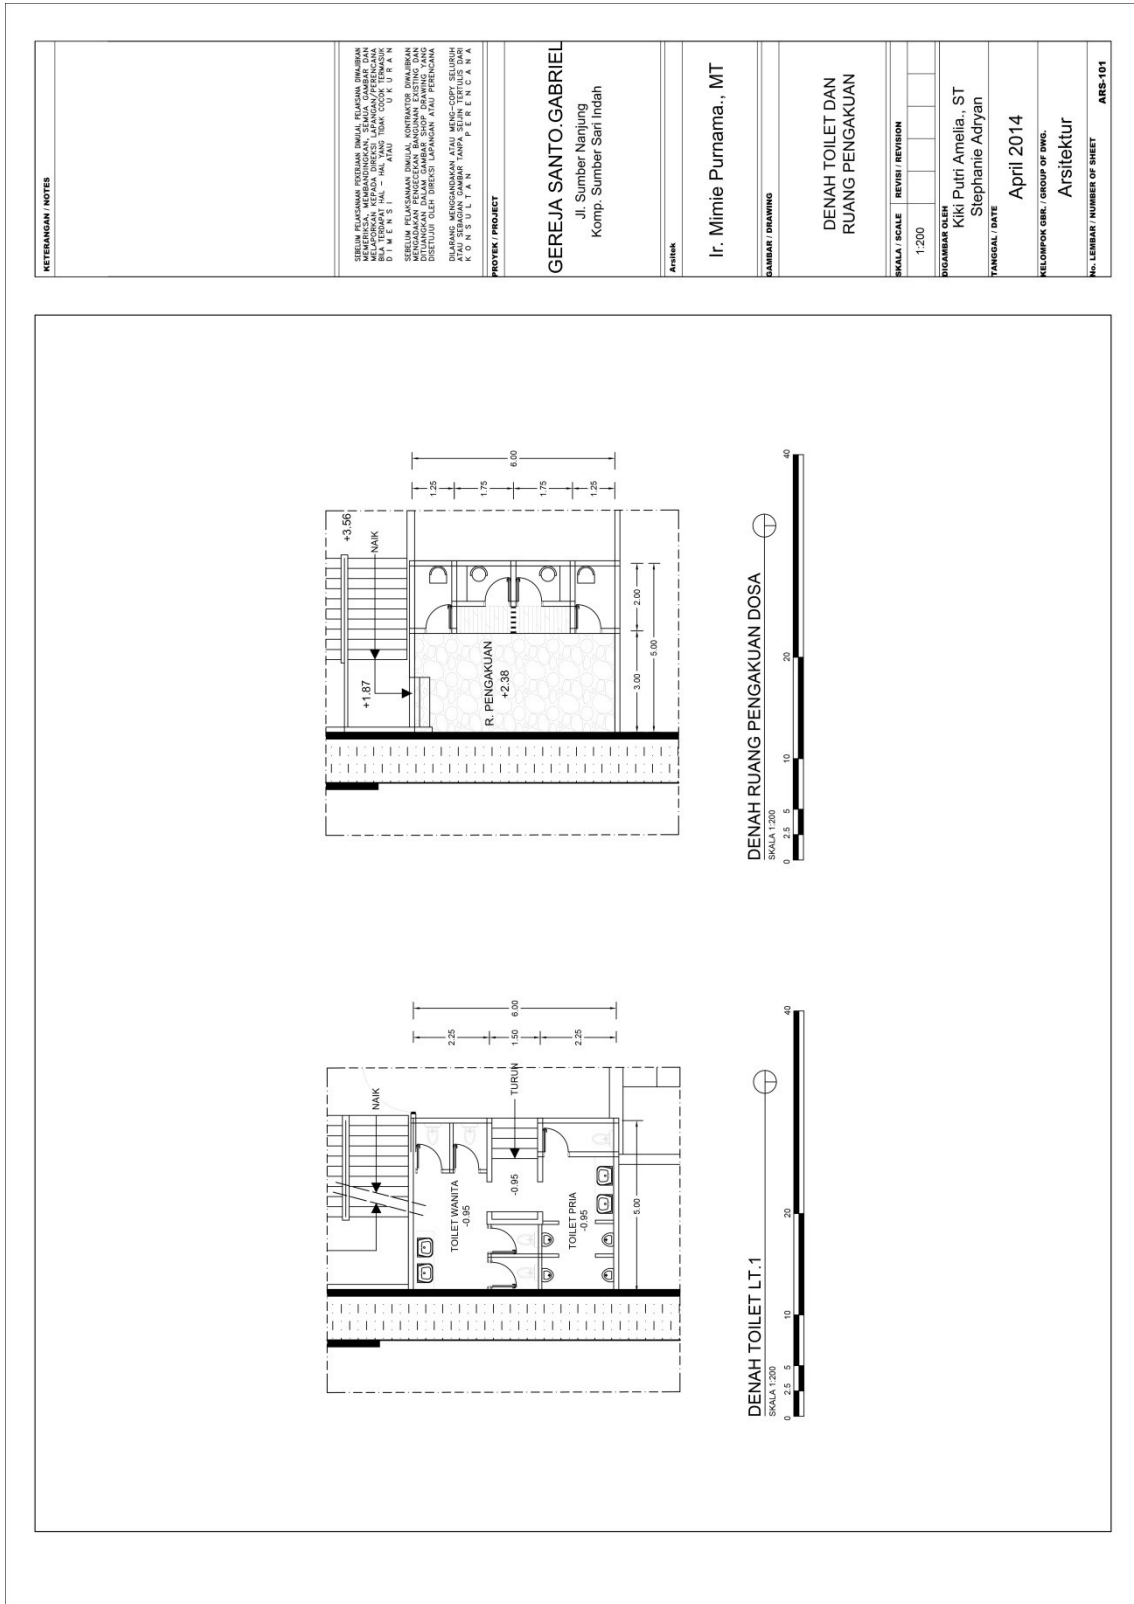 KETERANGAN / NOTES
SEBELUM PELAKSANAAN PEKERJAAN DIMULAI, PELAKSANA DIWAJIBKAN
MEMERIKSA, MEMBANDINGKAN, SEMUA GAMBAR DAN
MELAPORKAN KEPADA DIREKSI LAPANGAN/PERENCANA
BILA TERDAPAT HAL - HAL YANG TIDAK COCOK TERMASUK
DIMENSI ATAU UKURAN
SEBELUM PELAKSANAAN DIMULAI, KONTRAKTOR DIWAJIBKAN
MENGADAKAN PENGECEKAN BANGUNAN EXISTING DAN
DITUANGKAN DALAM GAMBAR SHOP DRAWING YANG
DISETUJUI OLEH DIREKSI LAPANGAN ATAU PERENCANA
DILARANG MENGGANDAKAN ATAU MENG-COPY SELURUH
ATAU SEBAGIAN GAMBAR TANPA SEIJIN TERTULIS DARI
KONSULTAN PERENCANA
PROYEK / PROJECT
GEREJA SANTO.GABRIEL
Jl. Sumber Nanjung
Komp. Sumber Sari Indah
Arsitek
Ir. Mimie Purnama., MT
GAMBAR / DRAWING
DENAH TOILET DAN
RUANG PENGAKUAN
SKALA / SCALE
REVISI / REVISION
1:200
DIGAMBAR OLEH
Kiki Putri Amelia., ST
Stephanie Adryan
TANGGAL / DATE
April 2014
KELOMPOK GBR. / GROUP OF DWG.
Arsitektur
No. LEMBAR / NUMBER OF SHEET
ARS-101
NAIK
TURUN
TOILET WANITA
-0.95
-0.95
TOILET PRIA
-0.95
2.25
1.50
2.25
6.00
5.00
DENAH TOILET LT.1
SKALA 1:200
0 2.5 5 10 20 40
+3.56
NAIK
+1.87
R. PENGAKUAN
+2.38
1.25
1.75
1.75
1.25
6.00
3.00
2.00
5.00
DENAH RUANG PENGAKUAN DOSA
SKALA 1:200
0 2.5 5 10 20 40